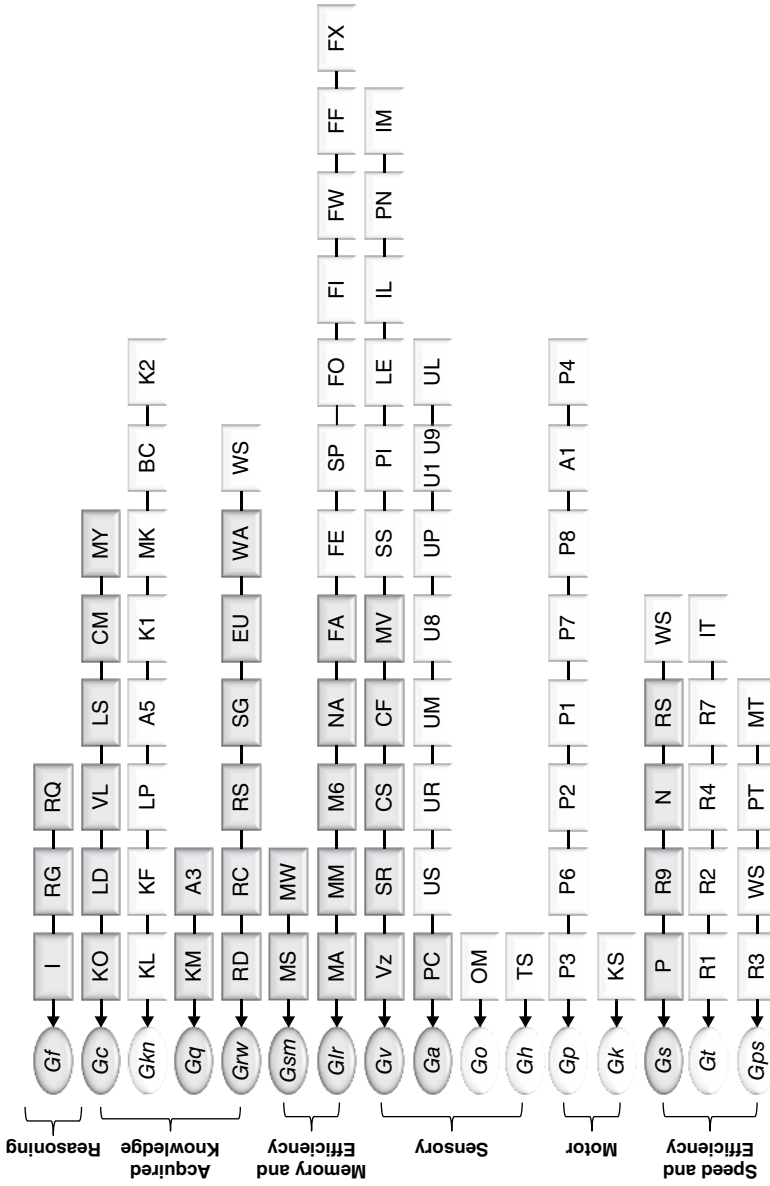 Reasoning
Gf I RG RQ
Acquired
Knowledge
Gc KO LD VL LS CM MY
Gkn KL KF LP A5 K1 MK BC K2
Gq KM A3
Grw RD RC RS SG EU WA WS
Memory and
Efficiency
Gsm MS MW
Glr MA MM M6 NA FA FE SP FO FI FW FF FX
Sensory
Gv Vz SR CS CF MV SS PI LE IL PN IM
Ga PC US UR UM U8 UP U1 U9 UL
Go OM
Gh TS
Motor
Gp P3 P6 P2 P1 P7 P8 A1 P4
Gk KS
Speed and
Efficiency
Gs P R9 N RS WS
Gt R1 R2 R4 R7 IT
Gps R3 WS PT MT